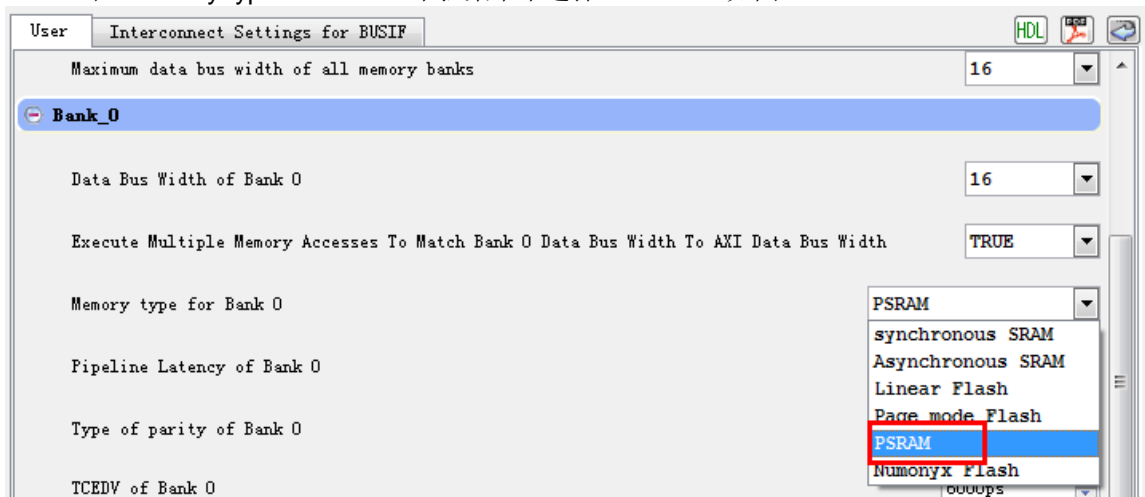 User
Interconnect Settings for BUSIF
HDL
PDF
Maximum data bus width of all memory banks
16
Bank_0
Data Bus Width of Bank 0
16
Execute Multiple Memory Accesses To Match Bank 0 Data Bus Width To AXI Data Bus Width
TRUE
Memory type for Bank 0
PSRAM
synchronous SRAM
Asynchronous SRAM
Pipeline Latency of Bank 0
Linear Flash
Page mode Flash
Type of parity of Bank 0
PSRAM
Numonyx Flash
TCEDV of Bank 0
6000ps